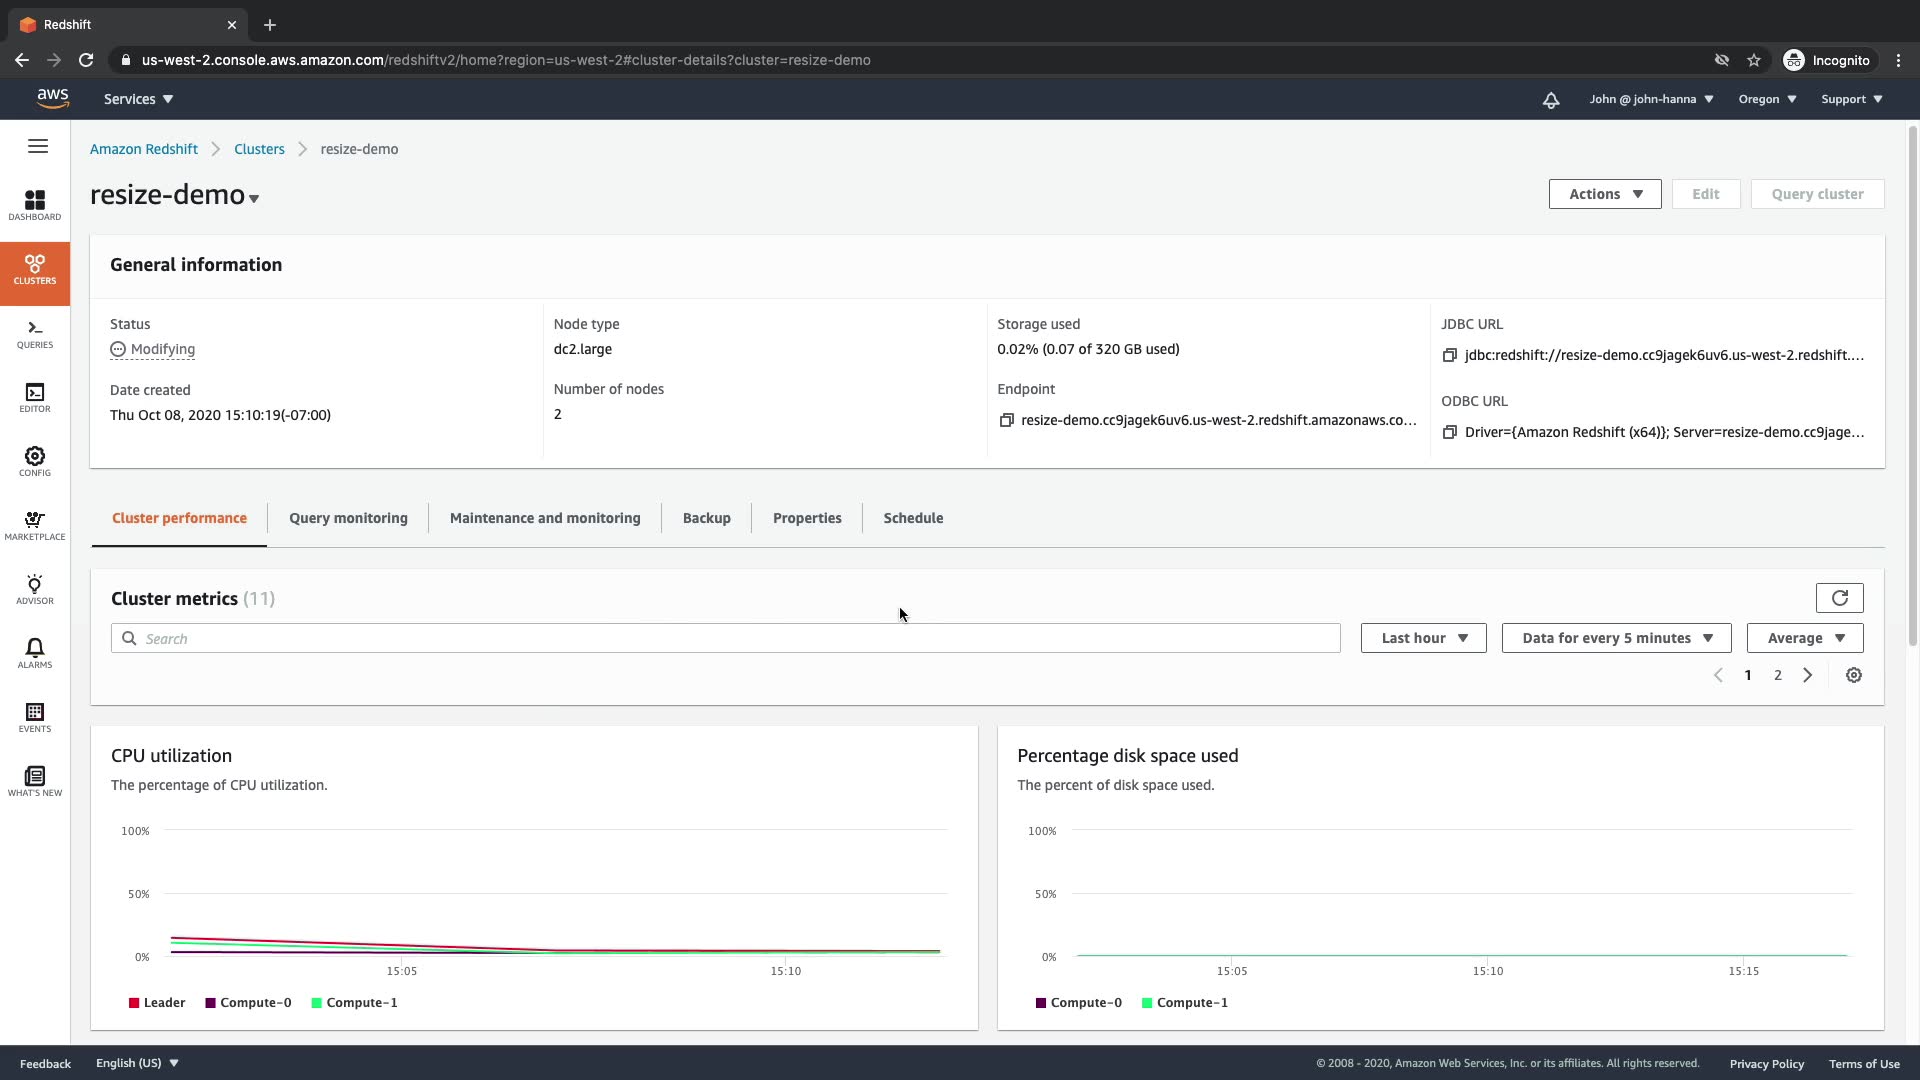 Redshift
us-west-2.console.aws.amazon.com/redshiftv2/home?region=us-west-2#cluster-details?cluster=resize-demo
Incognito
aws
Services
John @ john-hanna
Oregon
Support
Amazon Redshift
Clusters
resize-demo
resize-demo
Actions
Edit
Query cluster
DASHBOARD
CLUSTERS
QUERIES
EDITOR
CONFIG
MARKETPLACE
ADVISOR
ALARMS
EVENTS
WHAT'S NEW
General information
Status
Modifying
Date created
Thu Oct 08, 2020 15:10:19(-07:00)
Node type
dc2.large
Number of nodes
2
Storage used
0.02% (0.07 of 320 GB used)
Endpoint
resize-demo.cc9jagek6uv6.us-west-2.redshift.amazonaws.co...
JDBC URL
jdbc:redshift://resize-demo.cc9jagek6uv6.us-west-2.redshift....
ODBC URL
Driver={Amazon Redshift (x64)}; Server=resize-demo.cc9jage...
Cluster performance
Query monitoring
Maintenance and monitoring
Backup
Properties
Schedule
Cluster metrics (11)
Search
Last hour
Data for every 5 minutes
Average
1
2
CPU utilization
The percentage of CPU utilization.
100%
50%
0%
15:05
15:10
Leader
Compute-0
Compute-1
Percentage disk space used
The percent of disk space used.
100%
50%
0%
15:05
15:10
15:15
Compute-0
Compute-1
Feedback
English (US)
© 2008 - 2020, Amazon Web Services, Inc. or its affiliates. All rights reserved.
Privacy Policy
Terms of Use